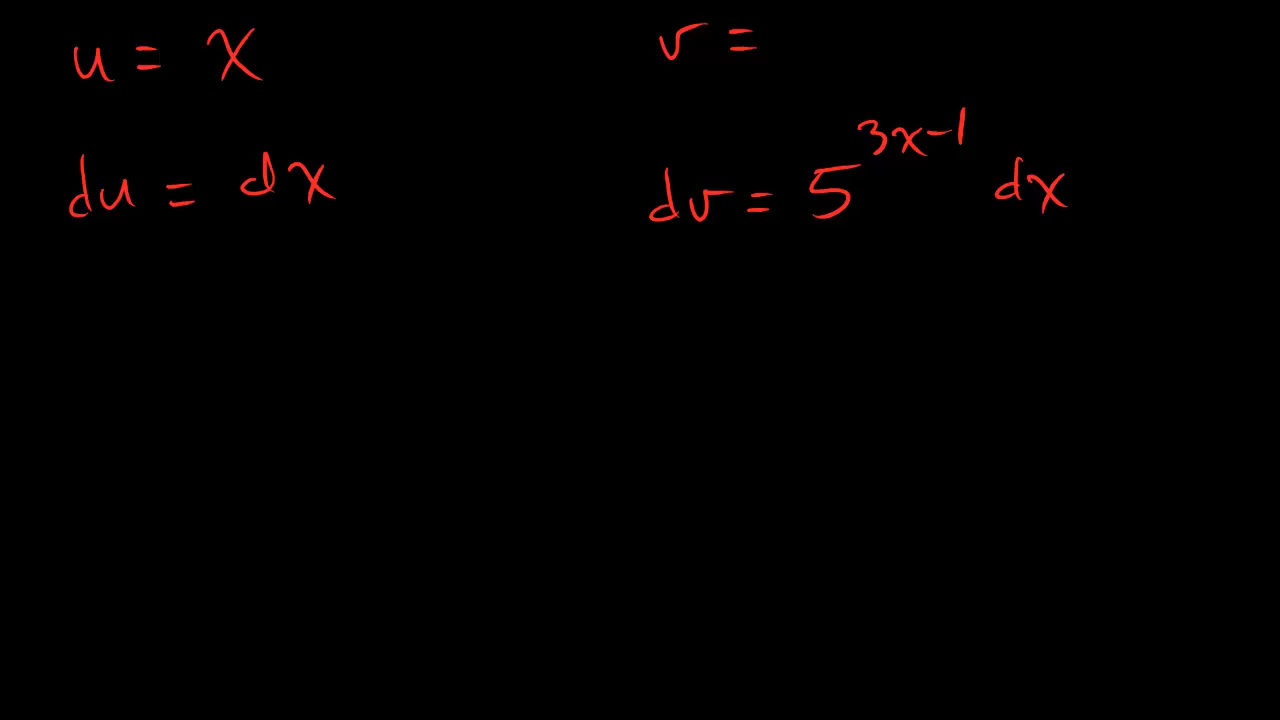 u = x v =
du = dx dv = 5^{3x-1} dx